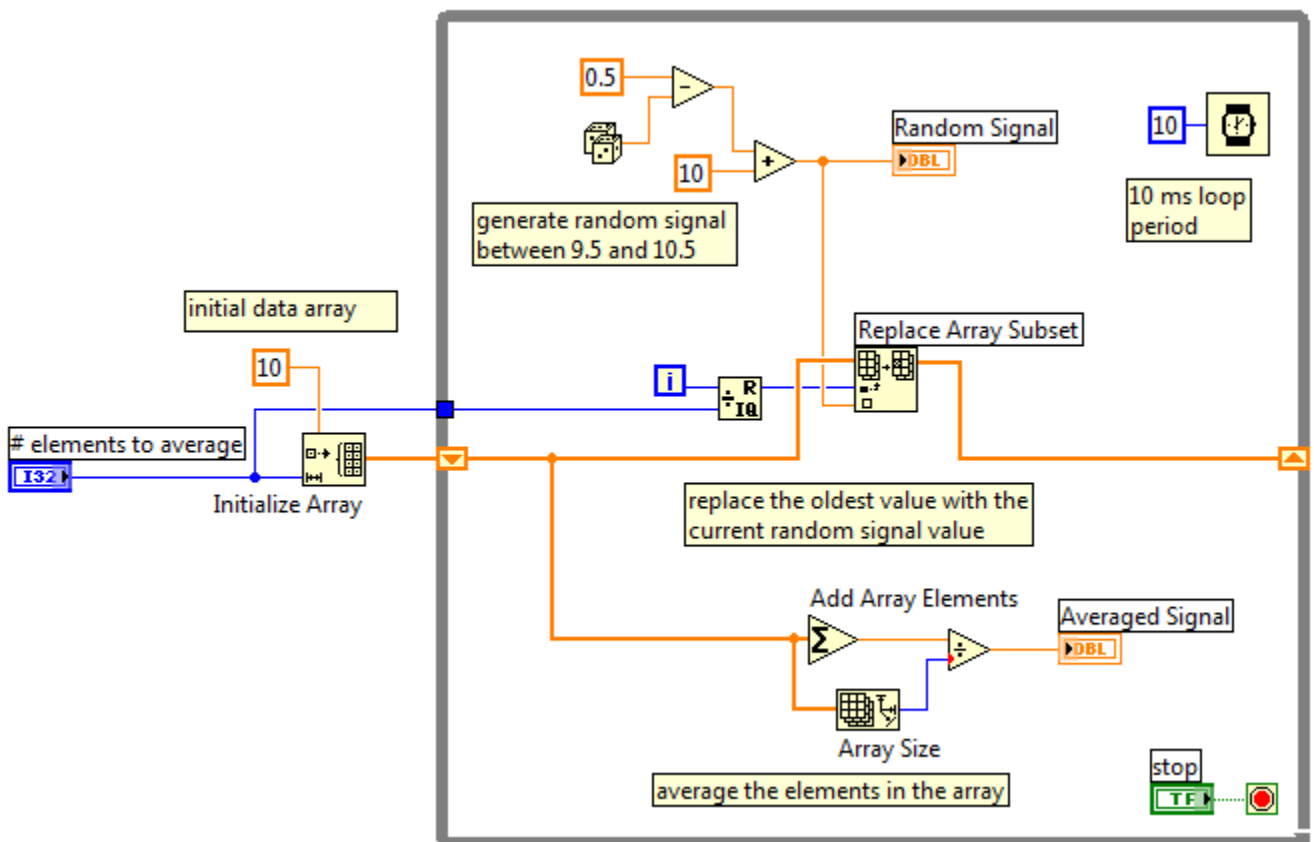 0.5
-
10
+
Random Signal
DBL
10
10 ms loop
period
generate random signal
between 9.5 and 10.5
initial data array
10
Replace Array Subset
i
R
÷IQ
# elements to average
I32
Initialize Array
replace the oldest value with the
current random signal value
Add Array Elements
Σ
÷
Averaged Signal
DBL
Array Size
average the elements in the array
stop
TF